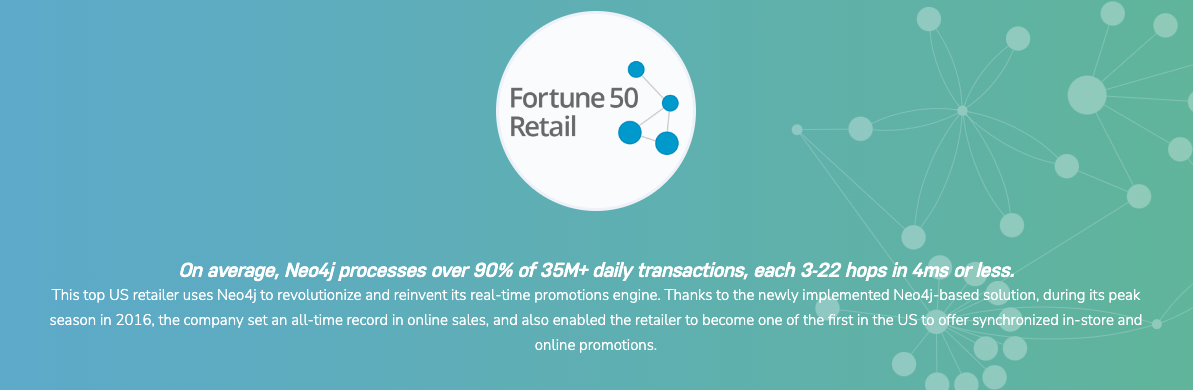 Fortune 50
Retail
On average, Neo4j processes over 90% of 35M+ daily transactions, each 3-22 hops in 4ms or less.
This top US retailer uses Neo4j to revolutionize and reinvent its real-time promotions engine. Thanks to the newly implemented Neo4j-based solution, during its peak
season in 2016, the company set an all-time record in online sales, and also enabled the retailer to become one of the first in the US to offer synchronized in-store and
online promotions.